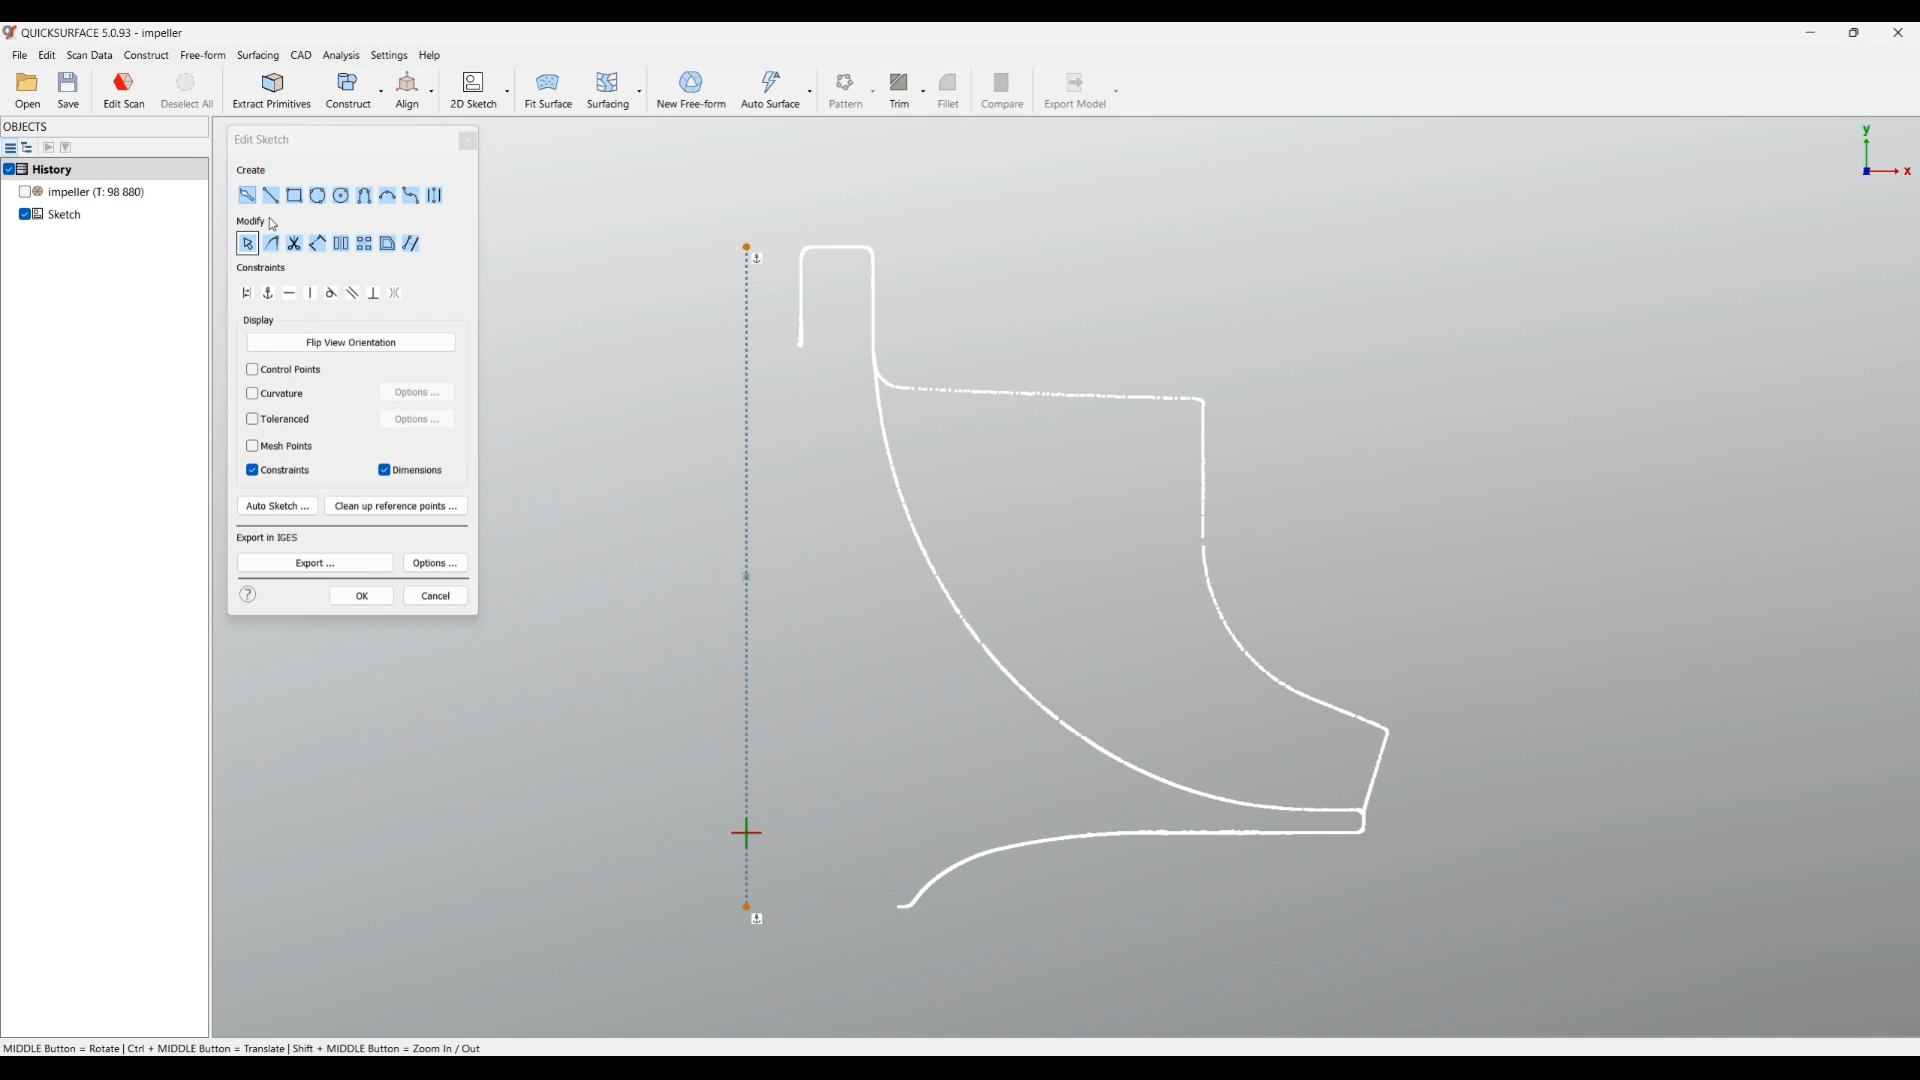 QUICKSURFACE 5.0.93 - impeller
File Edit Scan Data Construct Free-form Surfacing CAD Analysis Settings Help
Open Save Edit Scan Deselect All Extract Primitives Construct Align 2D Sketch Fit Surface Surfacing New Free-form Auto Surface Pattern Trim Fillet Compare Export Model
OBJECTS
History
impeller (T: 98 880)
Sketch
Edit Sketch
Create
Modify
Constraints
Display
Flip View Orientation
Control Points
Curvature Options ...
Toleranced Options ...
Mesh Points
Constraints Dimensions
Auto Sketch ... Clean up reference points ...
Export in IGES
Export ... Options ...
? OK Cancel
y
x
MIDDLE Button = Rotate | Ctrl + MIDDLE Button = Translate | Shift + MIDDLE Button = Zoom In / Out